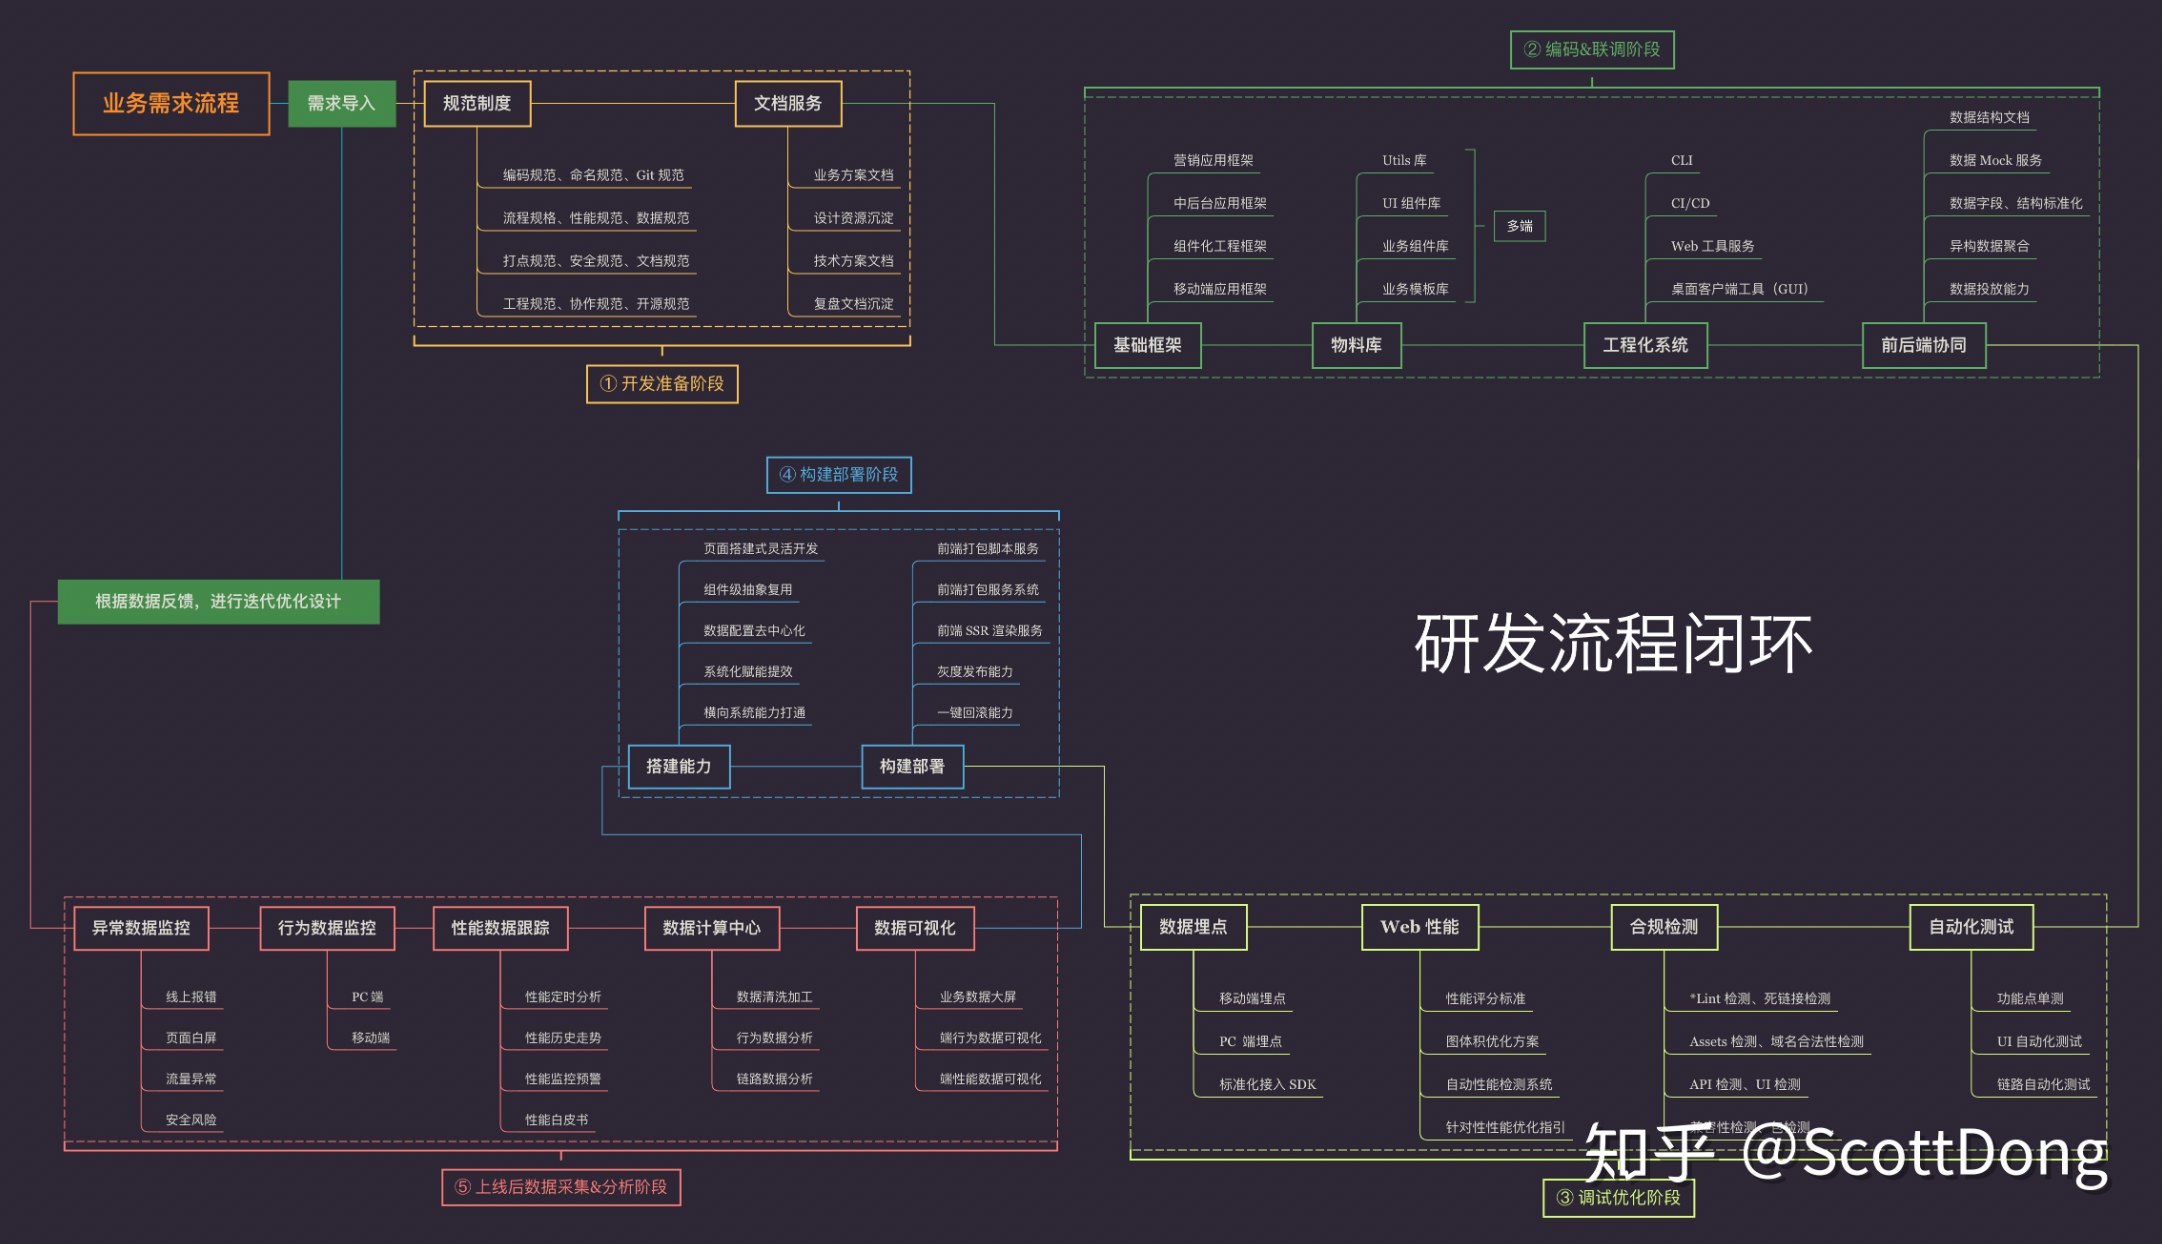 业务需求流程
需求导入
规范制度
编码规范、命名规范、Git 规范
流程规格、性能规范、数据规范
打点规范、安全规范、文档规范
工程规范、协作规范、开源规范
文档服务
业务方案文档
设计资源沉淀
技术方案文档
复盘文档沉淀
① 开发准备阶段
② 编码&联调阶段
营销应用框架
中后台应用框架
组件化工程框架
移动端应用框架
基础框架
Utils 库
UI 组件库
业务组件库
业务模板库
多端
物料库
CLI
CI/CD
Web 工具服务
桌面客户端工具（GUI）
工程化系统
数据结构文档
数据 Mock 服务
数据字段、结构标准化
异构数据聚合
数据投放能力
前后端协同
④ 构建部署阶段
页面搭建式灵活开发
组件级抽象复用
数据配置去中心化
系统化赋能提效
横向系统能力打通
搭建能力
前端打包脚本服务
前端打包服务系统
前端 SSR 渲染服务
灰度发布能力
一键回滚能力
构建部署
根据数据反馈，进行迭代优化设计
研发流程闭环
异常数据监控
线上报错
页面白屏
流量异常
安全风险
行为数据监控
PC 端
移动端
性能数据跟踪
性能定时分析
性能历史走势
性能监控预警
性能白皮书
数据计算中心
数据清洗加工
行为数据分析
链路数据分析
数据可视化
业务数据大屏
端行为数据可视化
端性能数据可视化
⑤ 上线后数据采集&分析阶段
数据埋点
移动端埋点
PC 端埋点
标准化接入 SDK
Web 性能
性能评分标准
图体积优化方案
自动性能检测系统
针对性性能优化指引
合规检测
*Lint 检测、死链接检测
Assets 检测、域名合法性检测
API 检测、UI 检测
兼容性检测、包检测
自动化测试
功能点单测
UI 自动化测试
链路自动化测试
③ 调试优化阶段
知乎 @ScottDong